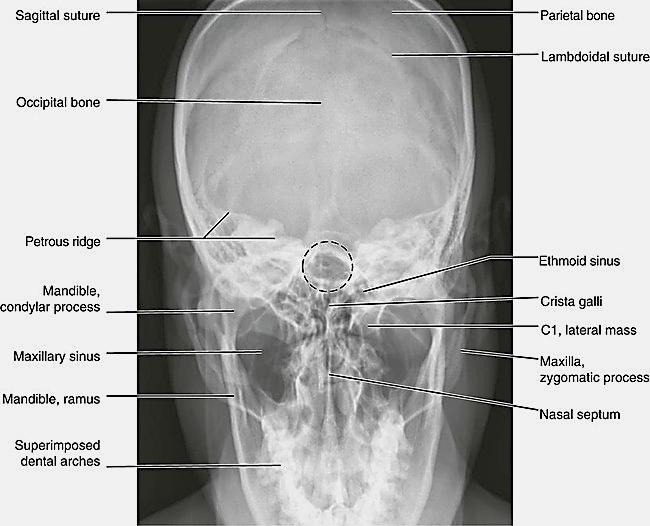 Sagittal suture
Parietal bone
Lambdoidal suture
Occipital bone
Petrous ridge
Ethmoid sinus
Mandible,
condylar process
Crista galli
C1, lateral mass
Maxillary sinus
Maxilla,
zygomatic process
Mandible, ramus
Nasal septum
Superimposed
dental arches